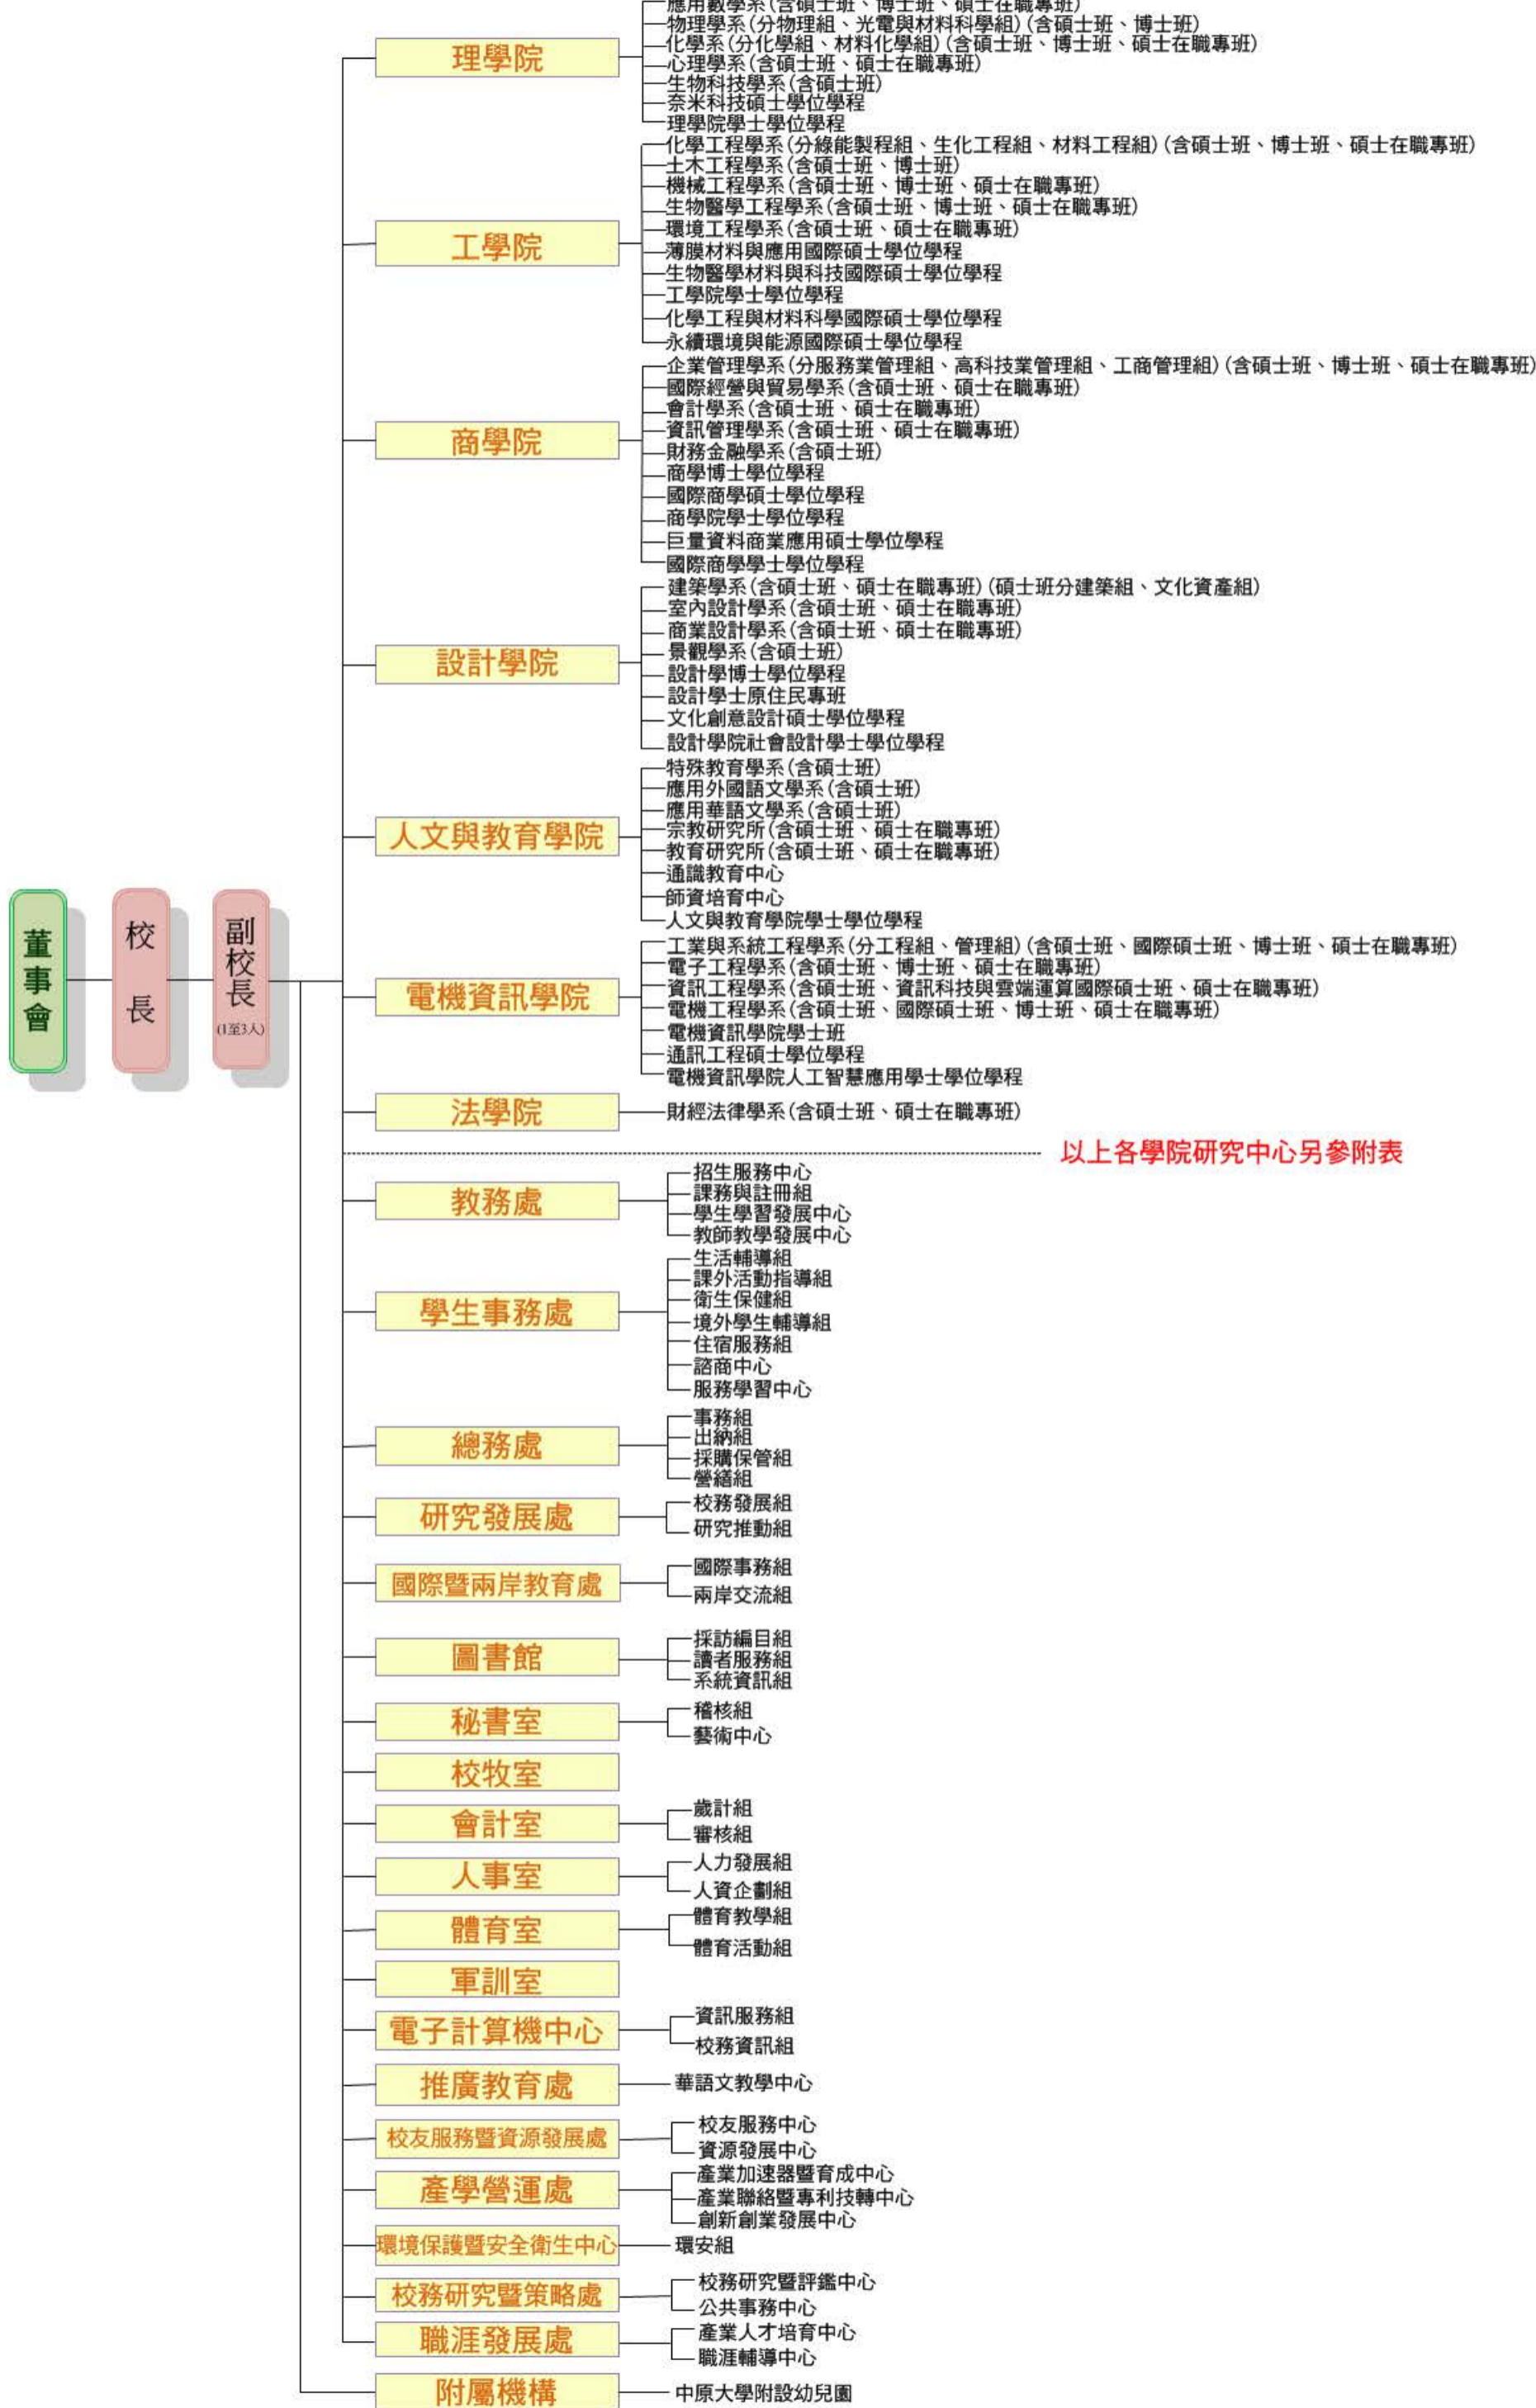 董事會
校長
副校長
(1至3人)
理學院
應用數學系(含碩士班、博士班、碩士在職專班)
物理學系(分物理組、光電與材料科學組)(含碩士班、博士班)
化學系(分化學組、材料化學組)(含碩士班、博士班、碩士在職專班)
心理學系(含碩士班、碩士在職專班)
生物科技學系(含碩士班)
奈米科技碩士學位學程
理學院學士學位學程
工學院
化學工程學系(分綠能製程組、生化工程組、材料工程組)(含碩士班、博士班、碩士在職專班)
土木工程學系(含碩士班、博士班)
機械工程學系(含碩士班、博士班、碩士在職專班)
生物醫學工程學系(含碩士班、博士班、碩士在職專班)
環境工程學系(含碩士班、碩士在職專班)
薄膜材料與應用國際碩士學位學程
生物醫學材料與科技國際碩士學位學程
工學院學士學位學程
化學工程與材料科學國際碩士學位學程
永續環境與能源國際碩士學位學程
商學院
企業管理學系(分服務業管理組、高科技業管理組、工商管理組)(含碩士班、博士班、碩士在職專班)
國際經營與貿易學系(含碩士班、碩士在職專班)
會計學系(含碩士班、碩士在職專班)
資訊管理學系(含碩士班、碩士在職專班)
財務金融學系(含碩士班)
商學博士學位學程
國際商學碩士學位學程
商學院學士學位學程
巨量資料商業應用碩士學位學程
國際商學學士學位學程
設計學院
建築學系(含碩士班、碩士在職專班)(碩士班分建築組、文化資產組)
室內設計學系(含碩士班、碩士在職專班)
商業設計學系(含碩士班、碩士在職專班)
景觀學系(含碩士班)
設計學博士學位學程
設計學士原住民專班
文化創意設計碩士學位學程
設計學院社會設計學士學位學程
人文與教育學院
特殊教育學系(含碩士班)
應用外國語文學系(含碩士班)
應用華語文學系(含碩士班)
宗教研究所(含碩士班、碩士在職專班)
教育研究所(含碩士班、碩士在職專班)
通識教育中心
師資培育中心
人文與教育學院學士學位學程
電機資訊學院
工業與系統工程學系(分工程組、管理組)(含碩士班、國際碩士班、博士班、碩士在職專班)
電子工程學系(含碩士班、博士班、碩士在職專班)
資訊工程學系(含碩士班、資訊科技與雲端運算國際碩士班、碩士在職專班)
電機工程學系(含碩士班、國際碩士班、博士班、碩士在職專班)
電機資訊學院學士班
通訊工程碩士學位學程
電機資訊學院人工智慧應用學士學位學程
法學院
財經法律學系(含碩士班、碩士在職專班)
以上各學院研究中心另參附表
教務處
招生服務中心
課務與註冊組
學生學習發展中心
教師教學發展中心
學生事務處
生活輔導組
課外活動指導組
衛生保健組
境外學生輔導組
住宿服務組
諮商中心
服務學習中心
總務處
事務組
出納組
採購保管組
營繕組
研究發展處
校務發展組
研究推動組
國際暨兩岸教育處
國際事務組
兩岸交流組
圖書館
採訪編目組
讀者服務組
系統資訊組
秘書室
稽核組
藝術中心
校牧室
會計室
歲計組
審核組
人事室
人力發展組
人資企劃組
體育室
體育教學組
體育活動組
軍訓室
電子計算機中心
資訊服務組
校務資訊組
推廣教育處
華語文教學中心
校友服務暨資源發展處
校友服務中心
資源發展中心
產學營運處
產業加速器暨育成中心
產業聯絡暨專利技轉中心
創新創業發展中心
環境保護暨安全衛生中心
環安組
校務研究暨策略處
校務研究暨評鑑中心
公共事務中心
職涯發展處
產業人才培育中心
職涯輔導中心
附屬機構
中原大學附設幼兒園